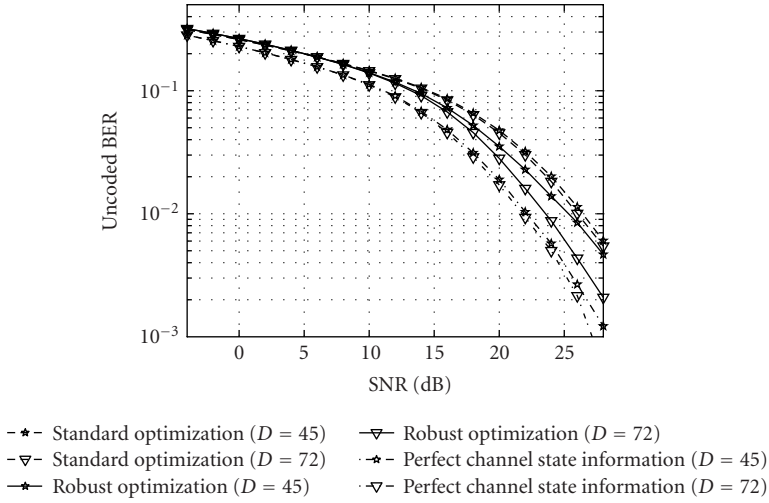 10⁻¹
10⁻²
10⁻³
Uncoded BER
0 5 10 15 20 25
SNR (dB)
Standard optimization (D = 45)
Standard optimization (D = 72)
Robust optimization (D = 45)
Robust optimization (D = 72)
Perfect channel state information (D = 45)
Perfect channel state information (D = 72)